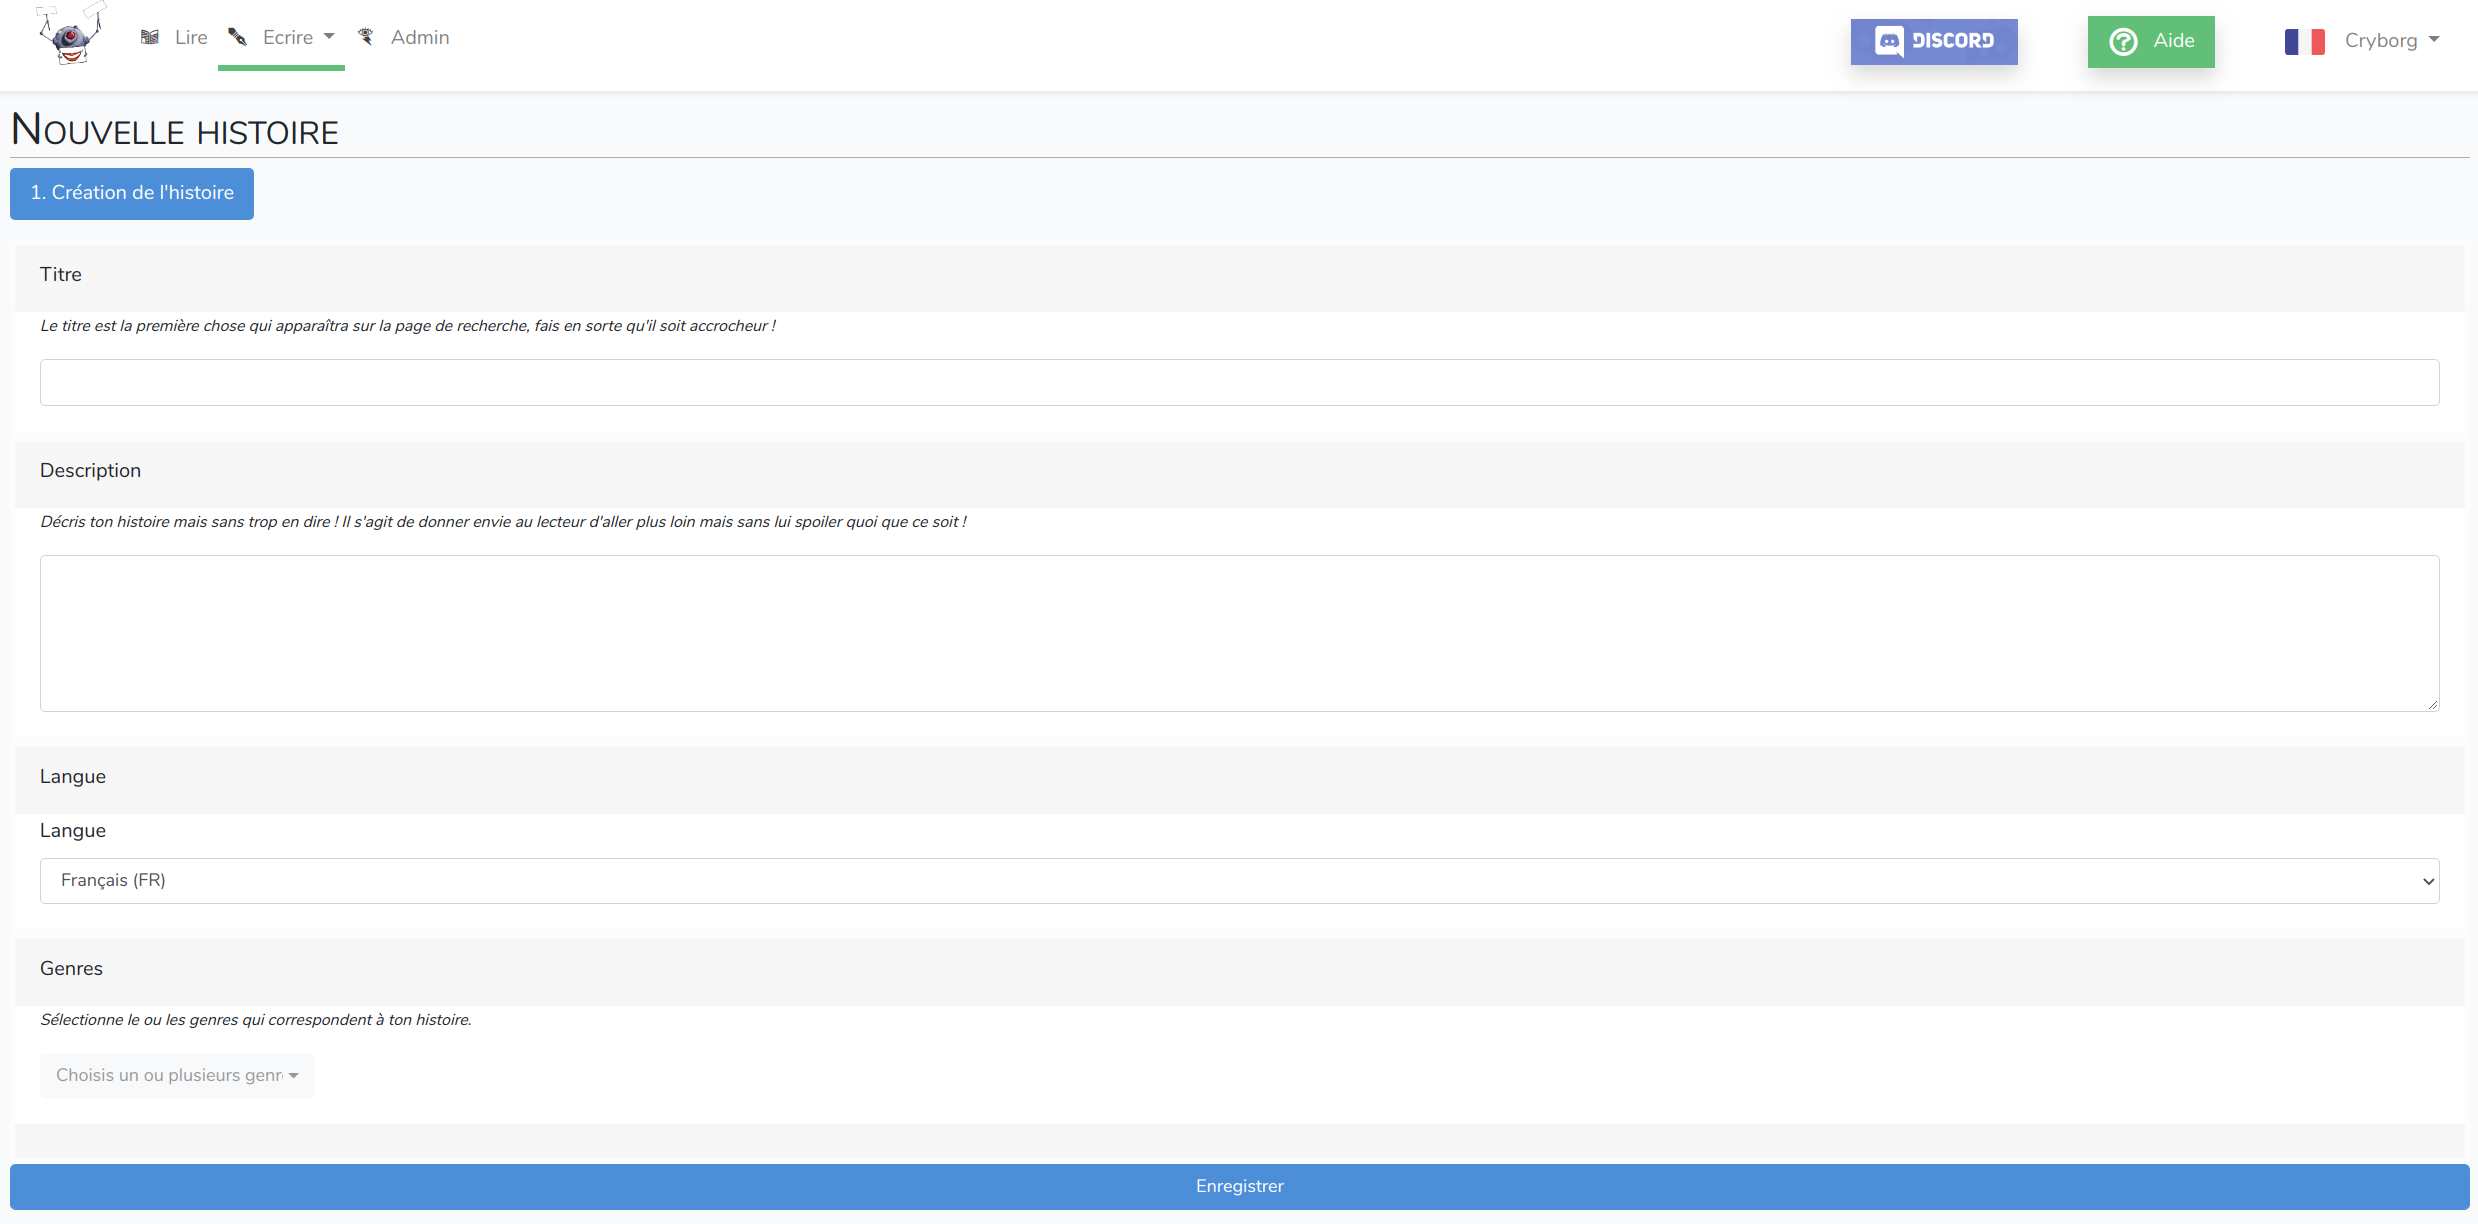 Lire
Ecrire
Admin
DISCORD
Aide
Cryborg
Nouvelle histoire
1. Création de l'histoire
Titre
Le titre est la première chose qui apparaîtra sur la page de recherche, fais en sorte qu'il soit accrocheur !
Description
Décris ton histoire mais sans trop en dire ! Il s'agit de donner envie au lecteur d'aller plus loin mais sans lui spoiler quoi que ce soit !
Langue
Langue
Français (FR)
Genres
Sélectionne le ou les genres qui correspondent à ton histoire.
Choisis un ou plusieurs genr
Enregistrer